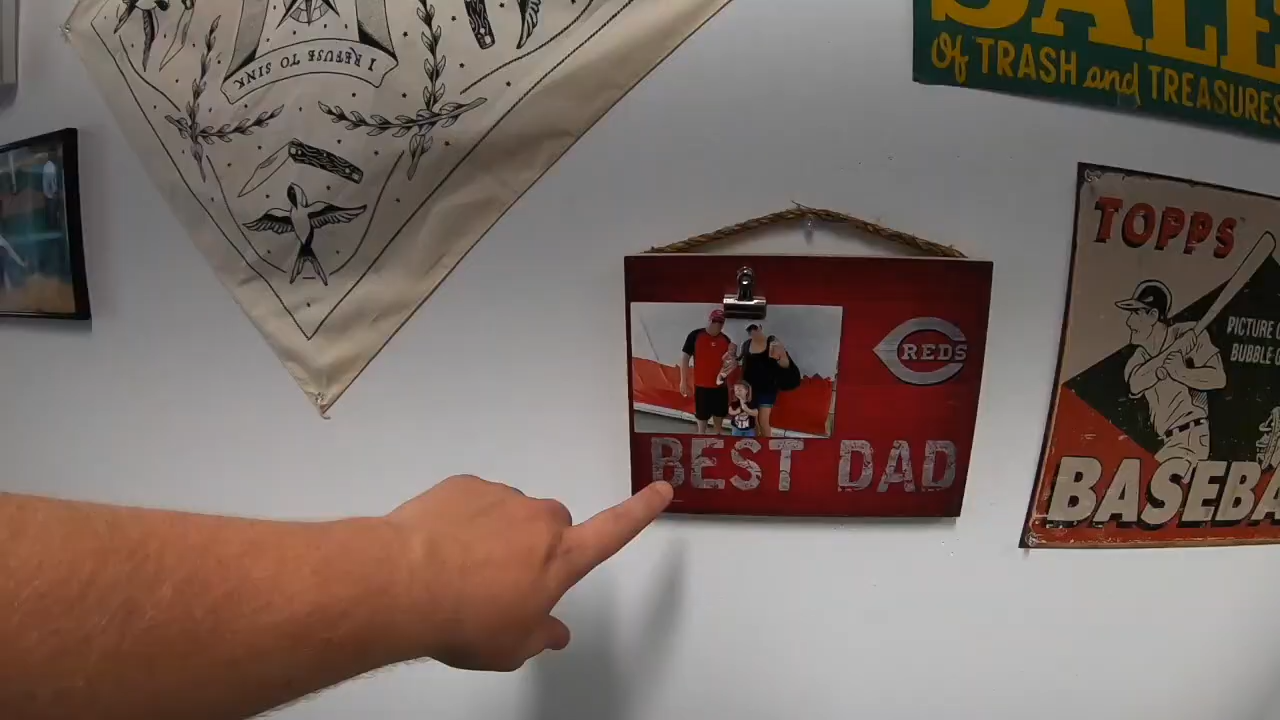 I REFUSE TO SINK
SALE
of TRASH and TREASURES
REDS
BEST DAD
TOPPS
PICTURE
BUBBLE
BASEBA